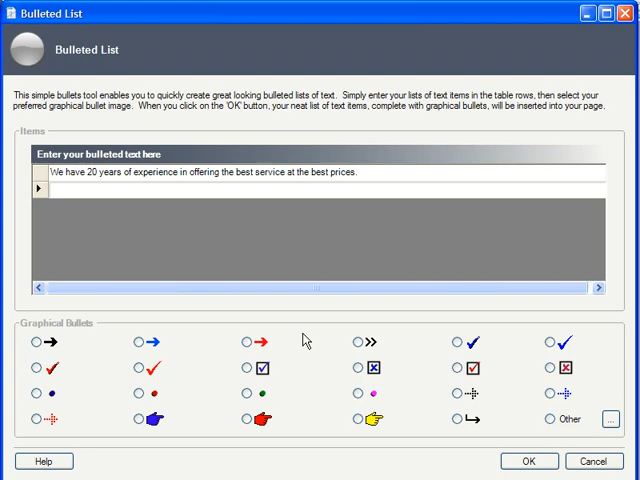 Bulleted List
Bulleted List
This simple bullets tool enables you to quickly create great looking bulleted lists of text. Simply enter your lists of text items in the table rows, then select your
preferred graphical bullet image. When you click on the 'OK' button, your neat list of text items, complete with graphical bullets, will be inserted into your page.
Items
Enter your bulleted text here
We have 20 years of experience in offering the best service at the best prices.
Graphical Bullets
Other
...
Help
OK
Cancel